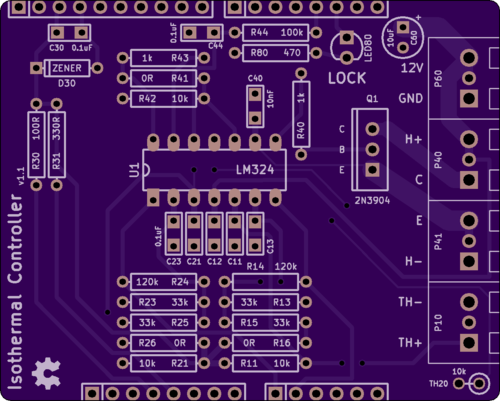 C30 0.1uF
C44
R44 100k
R80 470
LED80
LOCK
10uF
C60
+
12V
GND
P60
ZENER
D30
1k R43
0R R41
R42 10k
C40
10nF
1k
R40
Q1
C
B
E
2N3904
H+
C
P40
R30 100R
R31 330R
v1.1
U1
LM324
E
H-
P41
0.1uF
C23
C21
C12
C11
C13
R14 120k
120k R24
R23 33k
33k R13
33k R25
R15 33k
R26 0R
0R R16
10k R21
R11 10k
TH-
TH+
P10
10k
TH20
Isothermal Controller